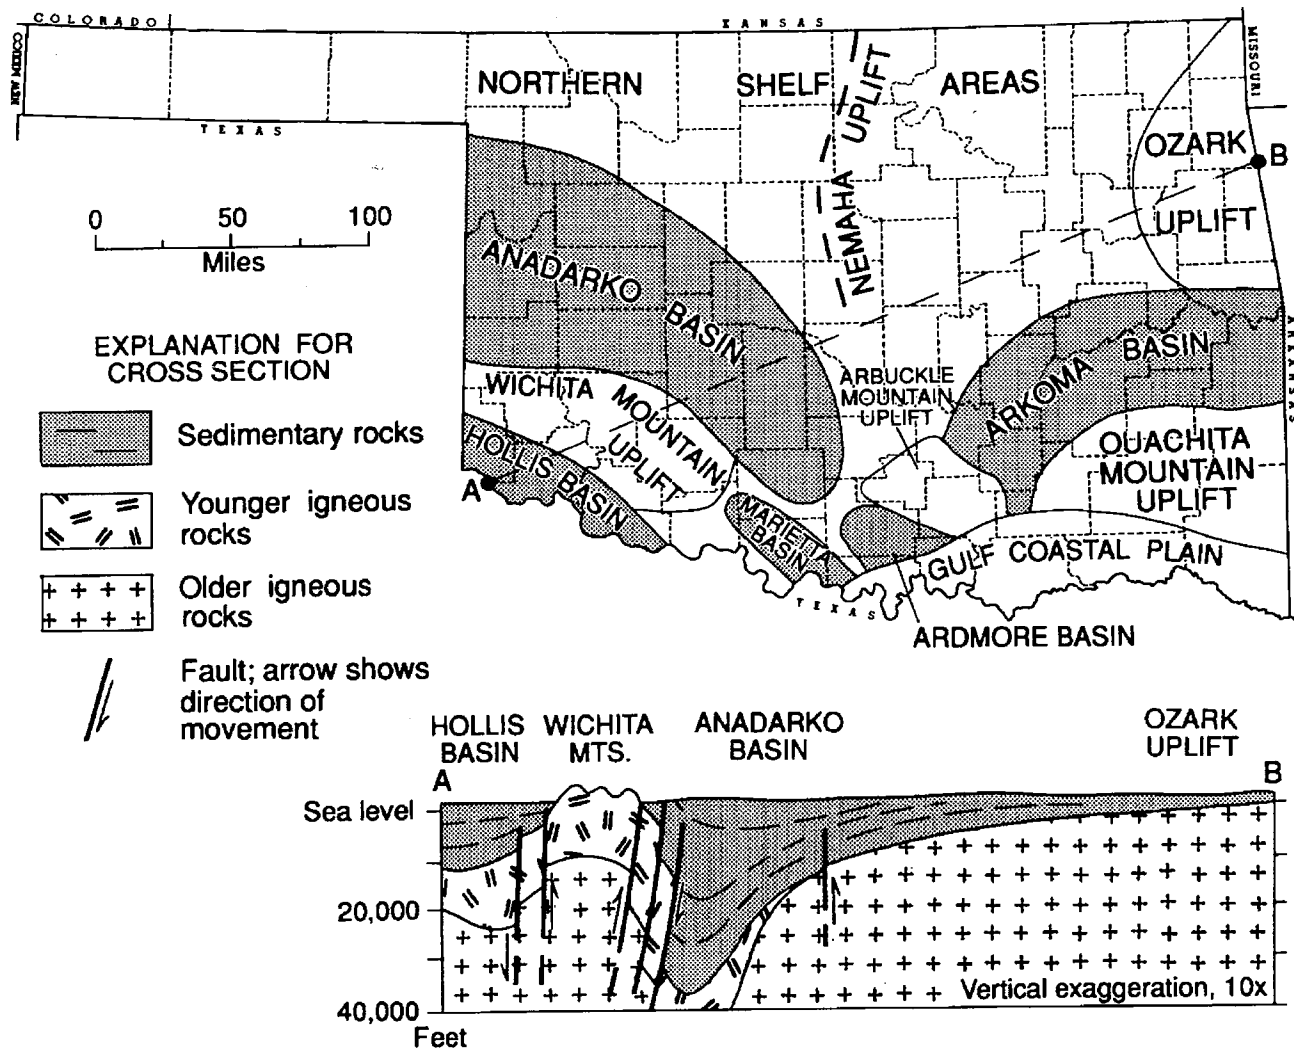 COLORADO
KANSAS
NEW MEXICO
MISSOURI
TEXAS
NORTHERN SHELF AREAS
NEMAHA UPLIFT
OZARK
UPLIFT
B
0 50 100
Miles
ANADARKO BASIN
ARKOMA BASIN
ARKANSAS
ARBUCKLE
MOUNTAIN
UPLIFT
WICHITA MOUNTAIN
UPLIFT
HOLLIS BASIN
A
OUACHITA
MOUNTAIN
UPLIFT
MARIETTA
BASIN
GULF COASTAL PLAIN
TEXAS
ARDMORE BASIN
EXPLANATION FOR
CROSS SECTION
Sedimentary rocks
Younger igneous
rocks
Older igneous
rocks
Fault; arrow shows
direction of
movement
HOLLIS
BASIN
WICHITA
MTS.
ANADARKO
BASIN
OZARK
UPLIFT
A
B
Sea level
20,000
40,000
Feet
Vertical exaggeration, 10x